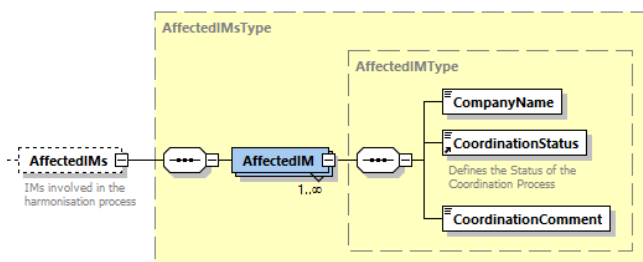 AffectedIMsType
AffectedIMType
CompanyName
AffectedIMs
AffectedIM
CoordinationStatus
IMs involved in the
harmonisation process
1..∞
Defines the Status of the
Coordination Process
CoordinationComment